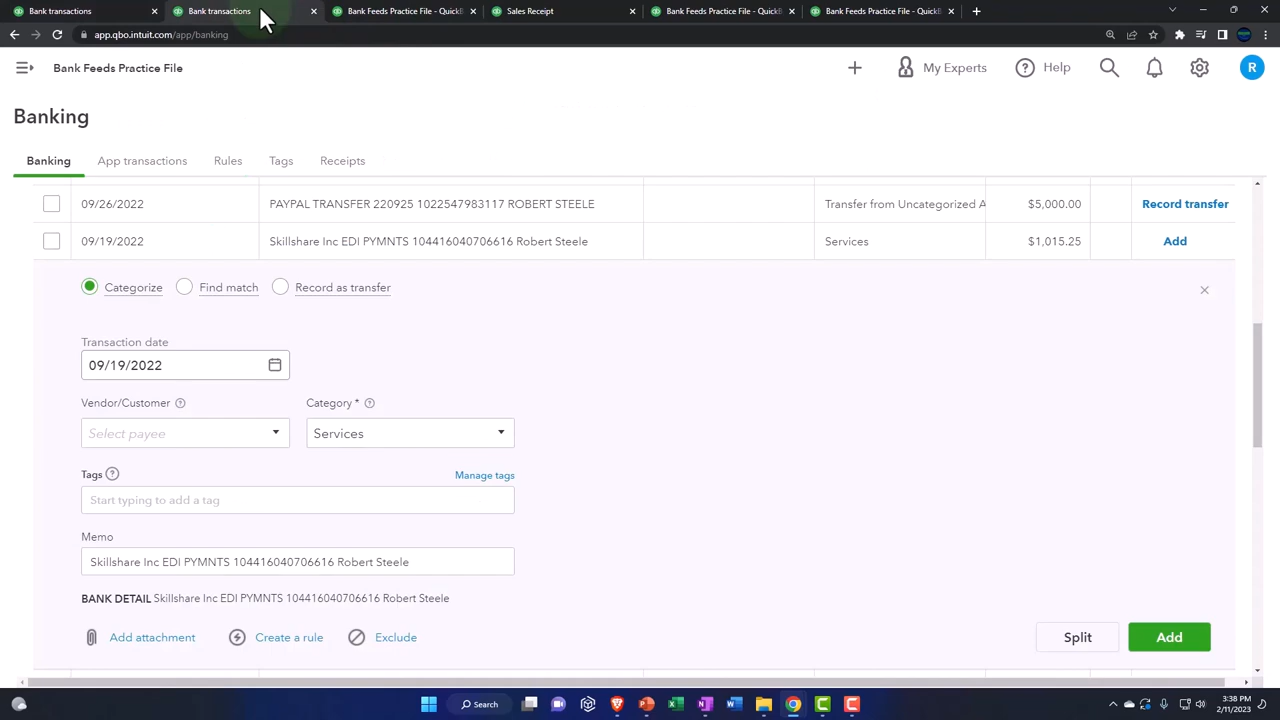 Bank transactions
Bank transactions
Bank Feeds Practice File - QuickB
Sales Receipt
Bank Feeds Practice File - QuickB
Bank Feeds Practice File - QuickB
app.qbo.intuit.com/app/banking
Bank Feeds Practice File
My Experts
Help
R
Banking
Banking
App transactions
Rules
Tags
Receipts
09/26/2022 PAYPAL TRANSFER 220925 1022547983117 ROBERT STEELE Transfer from Uncategorized A $5,000.00 Record transfer
09/19/2022 Skillshare Inc EDI PYMNTS 104416040706616 Robert Steele Services $1,015.25 Add
Categorize Find match Record as transfer
Transaction date
09/19/2022
Vendor/Customer Category *
Select payee Services
Tags Manage tags
Start typing to add a tag
Memo
Skillshare Inc EDI PYMNTS 104416040706616 Robert Steele
BANK DETAIL Skillshare Inc EDI PYMNTS 104416040706616 Robert Steele
Add attachment Create a rule Exclude Split Add
Search
3:38 PM
2/11/2023